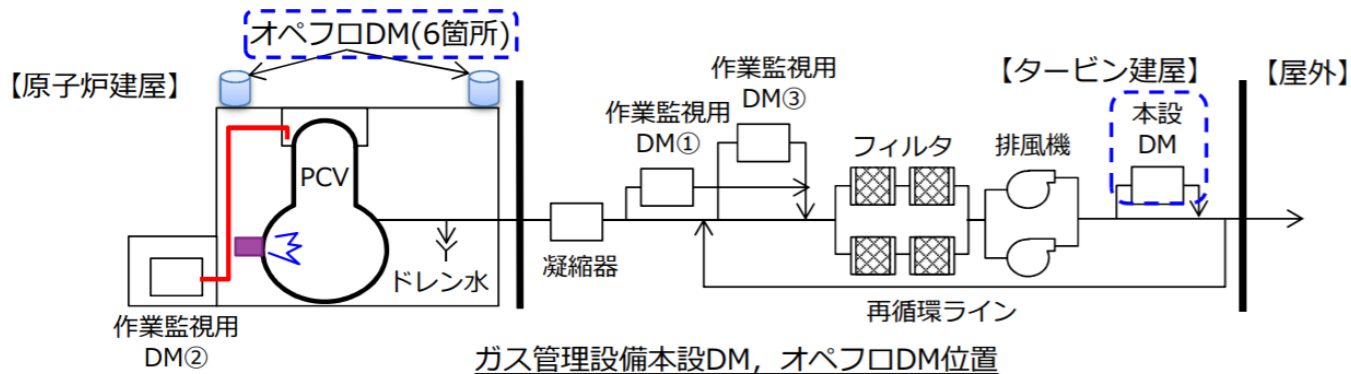 オペフロDM(6箇所)
【原子炉建屋】
作業監視用
DM③
【タービン建屋】
【屋外】
作業監視用
DM①
本設
DM
フィルタ
排風機
PCV
凝縮器
ドレン水
再循環ライン
作業監視用
DM②
ガス管理設備本設DM，オペフロDM位置